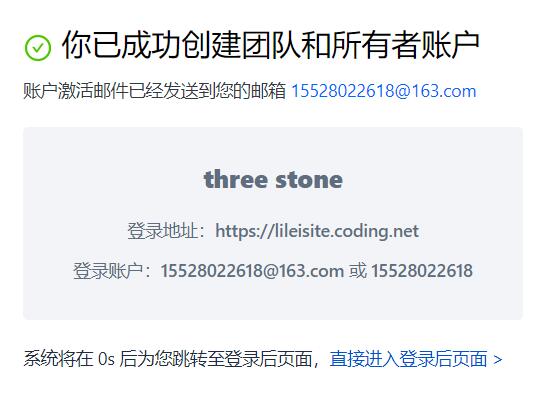 你已成功创建团队和所有者账户
账户激活邮件已经发送到您的邮箱 15528022618@163.com
three stone
登录地址：https://lileisite.coding.net
登录账户：15528022618@163.com 或 15528022618
系统将在 0s 后为您跳转至登录后页面，直接进入登录后页面 >